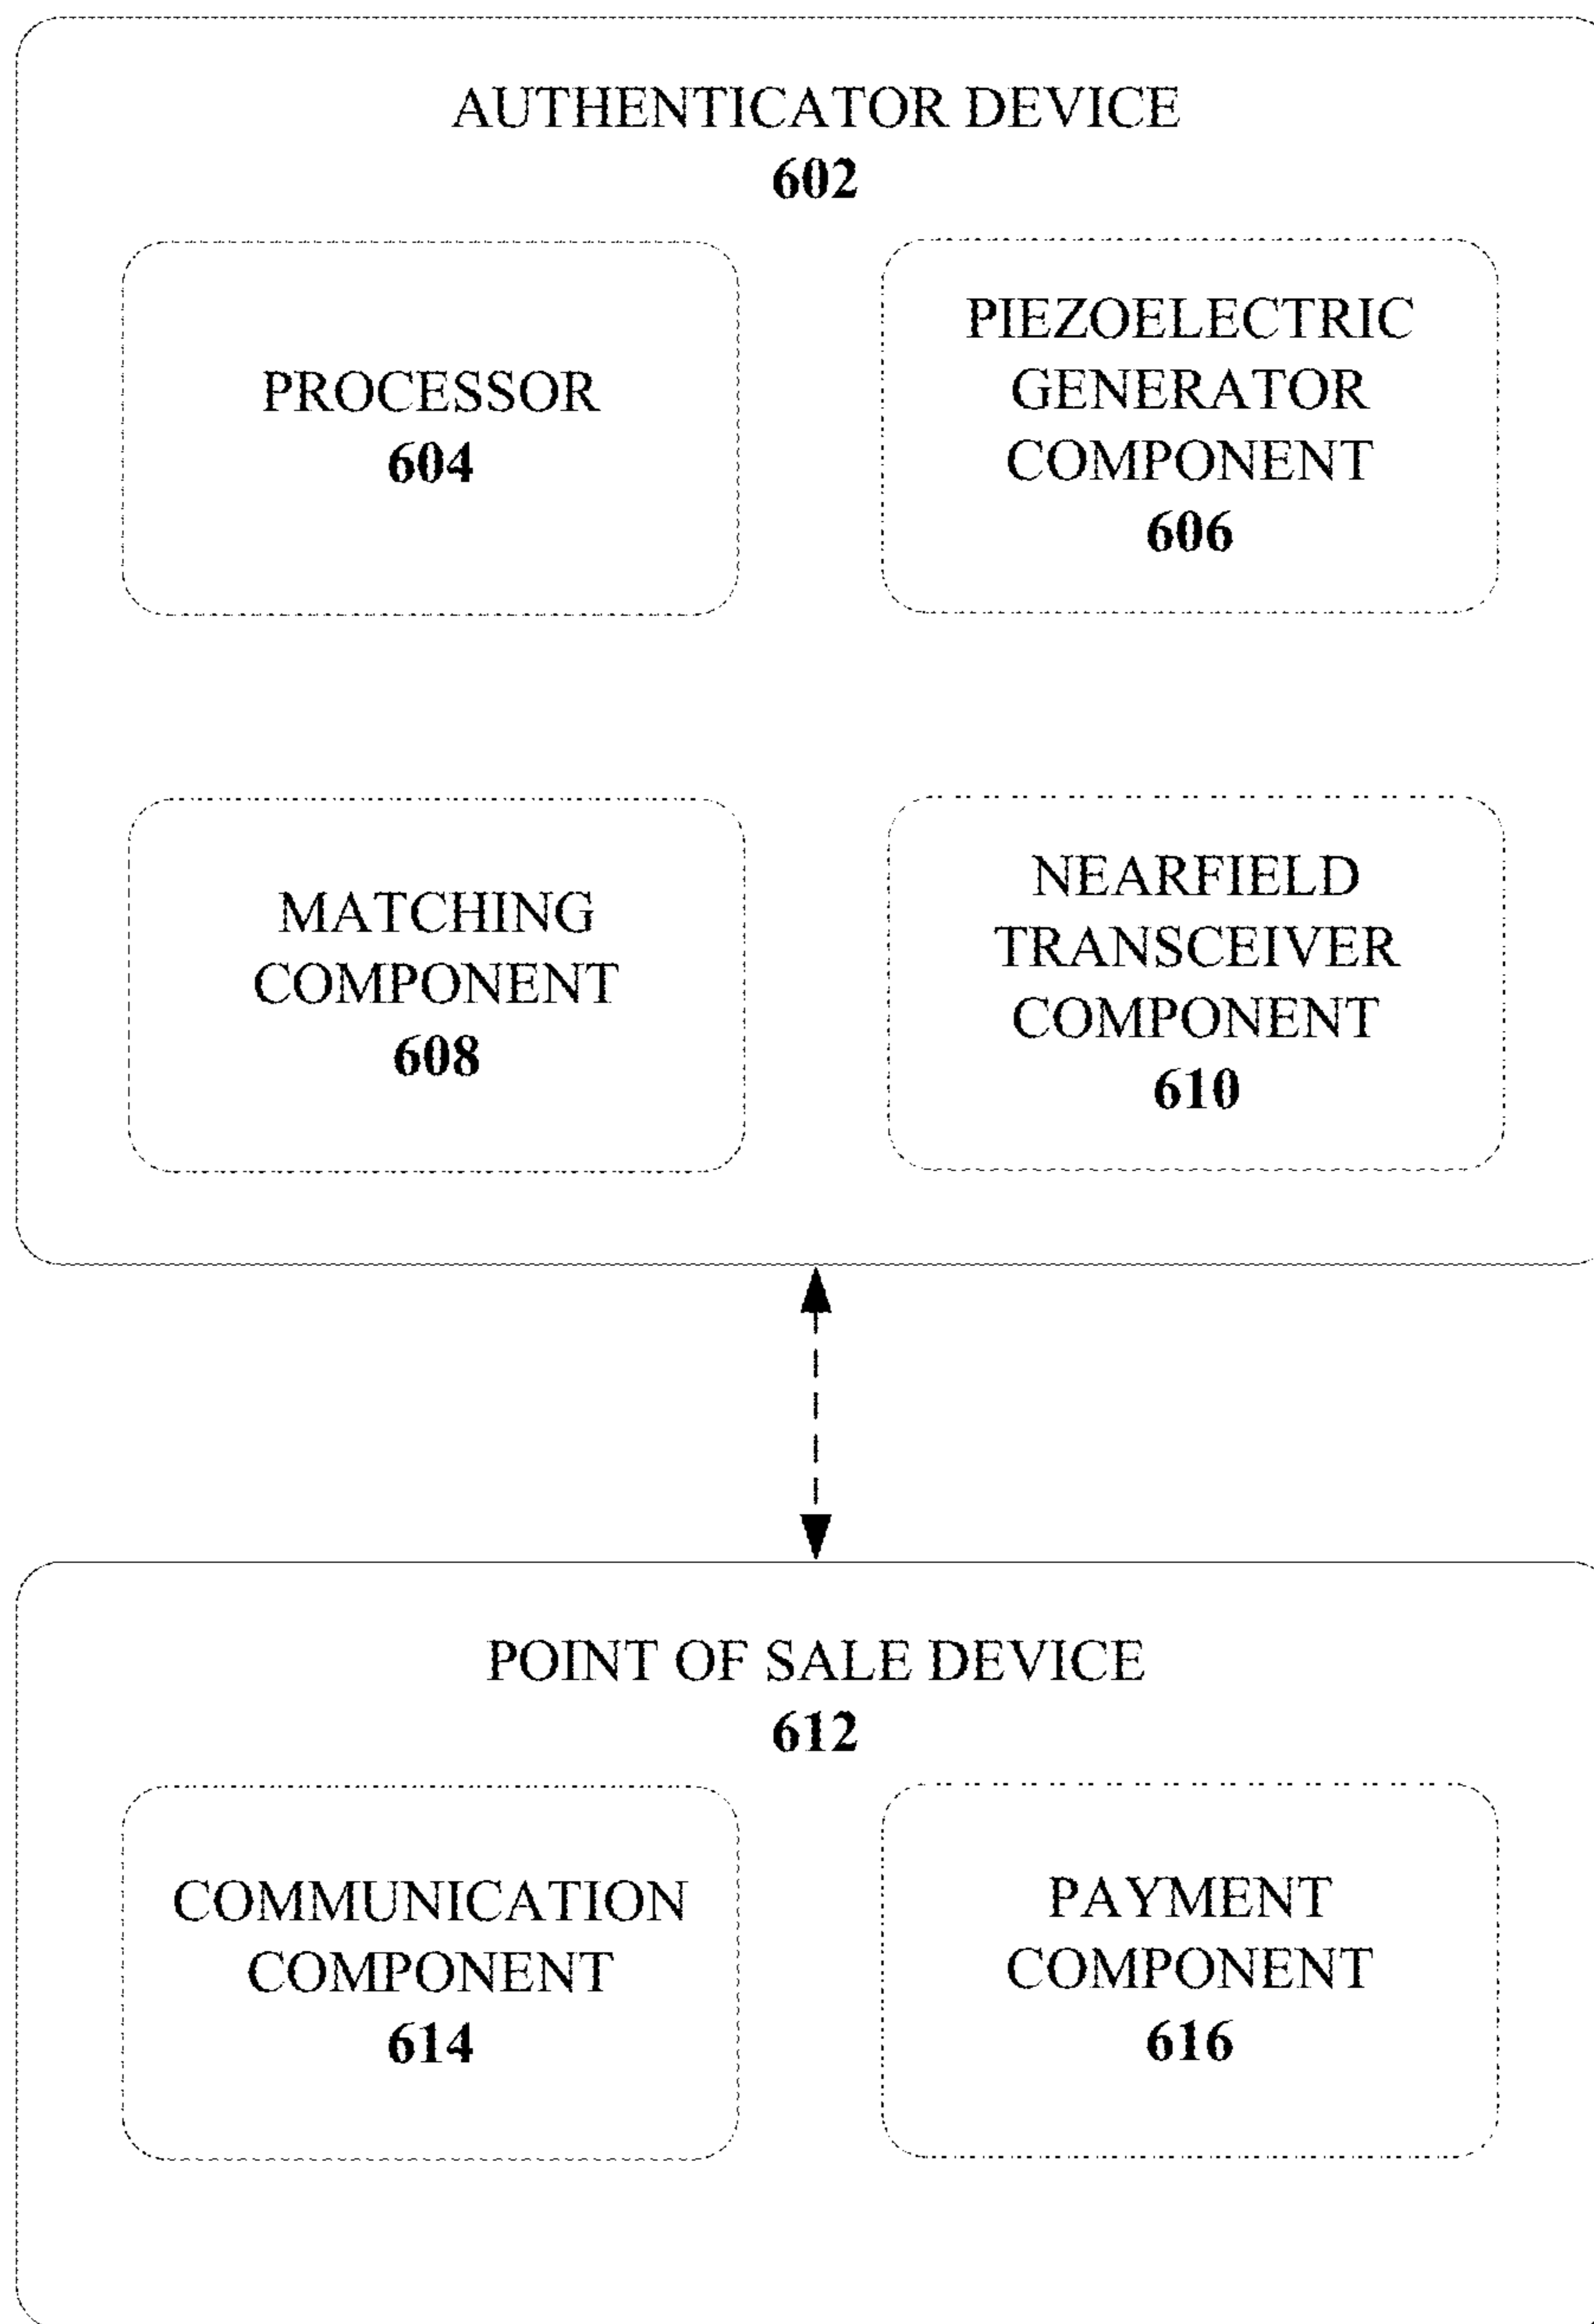 AUTHENTICATOR DEVICE
602
PROCESSOR
604
PIEZOELECTRIC
GENERATOR
COMPONENT
606
MATCHING
COMPONENT
608
NEARFIELD
TRANSCEIVER
COMPONENT
610
POINT OF SALE DEVICE
612
COMMUNICATION
COMPONENT
614
PAYMENT
COMPONENT
616